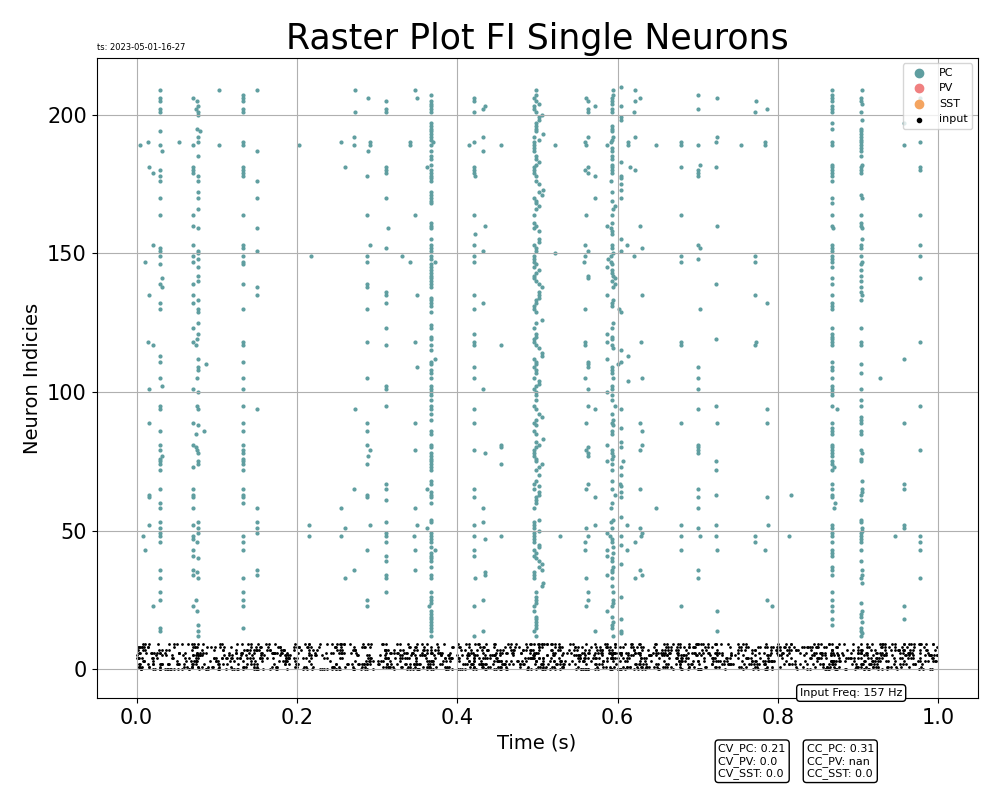 Raster Plot FI Single Neurons
ts: 2023-05-01-16-27
PC
PV
SST
input
Neuron Indicies
200
150
100
50
0
0.0 0.2 0.4 0.6 0.8 1.0
Input Freq: 157 Hz
Time (s)
CV_PC: 0.21
CV_PV: 0.0
CV_SST: 0.0
CC_PC: 0.31
CC_PV: nan
CC_SST: 0.0